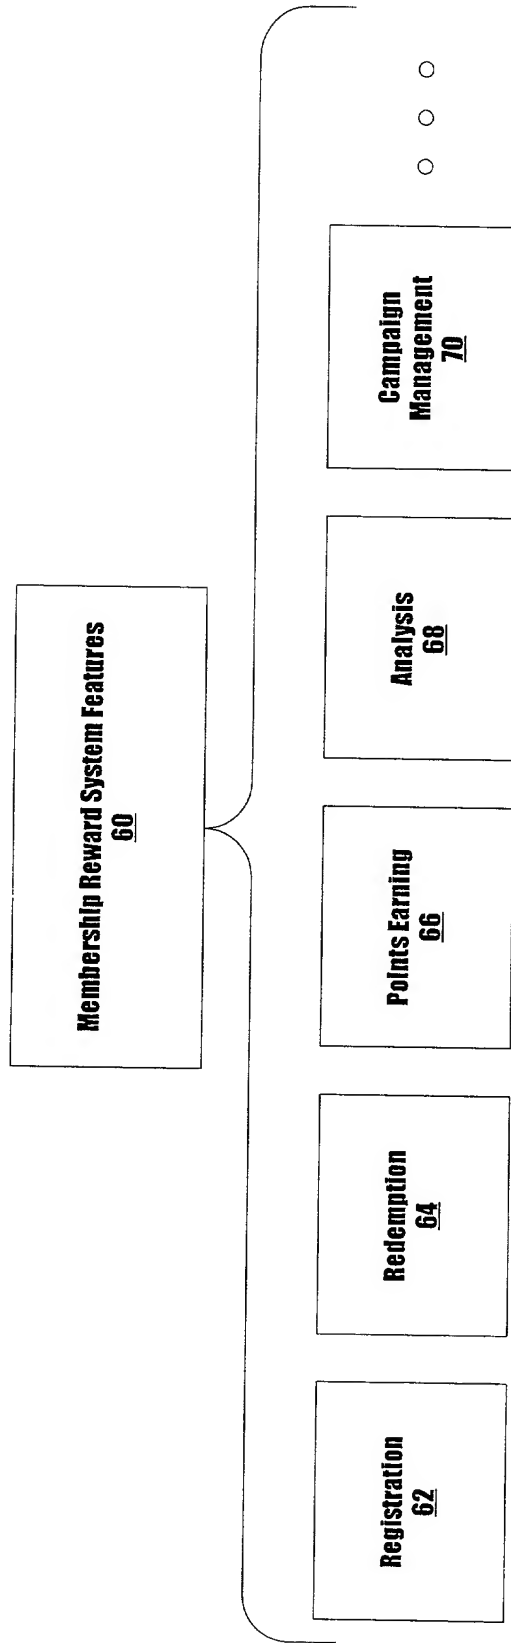 Membership Reward System Features
60
Registration
62
Redemption
64
Points Earning
66
Analysis
68
Campaign
Management
70